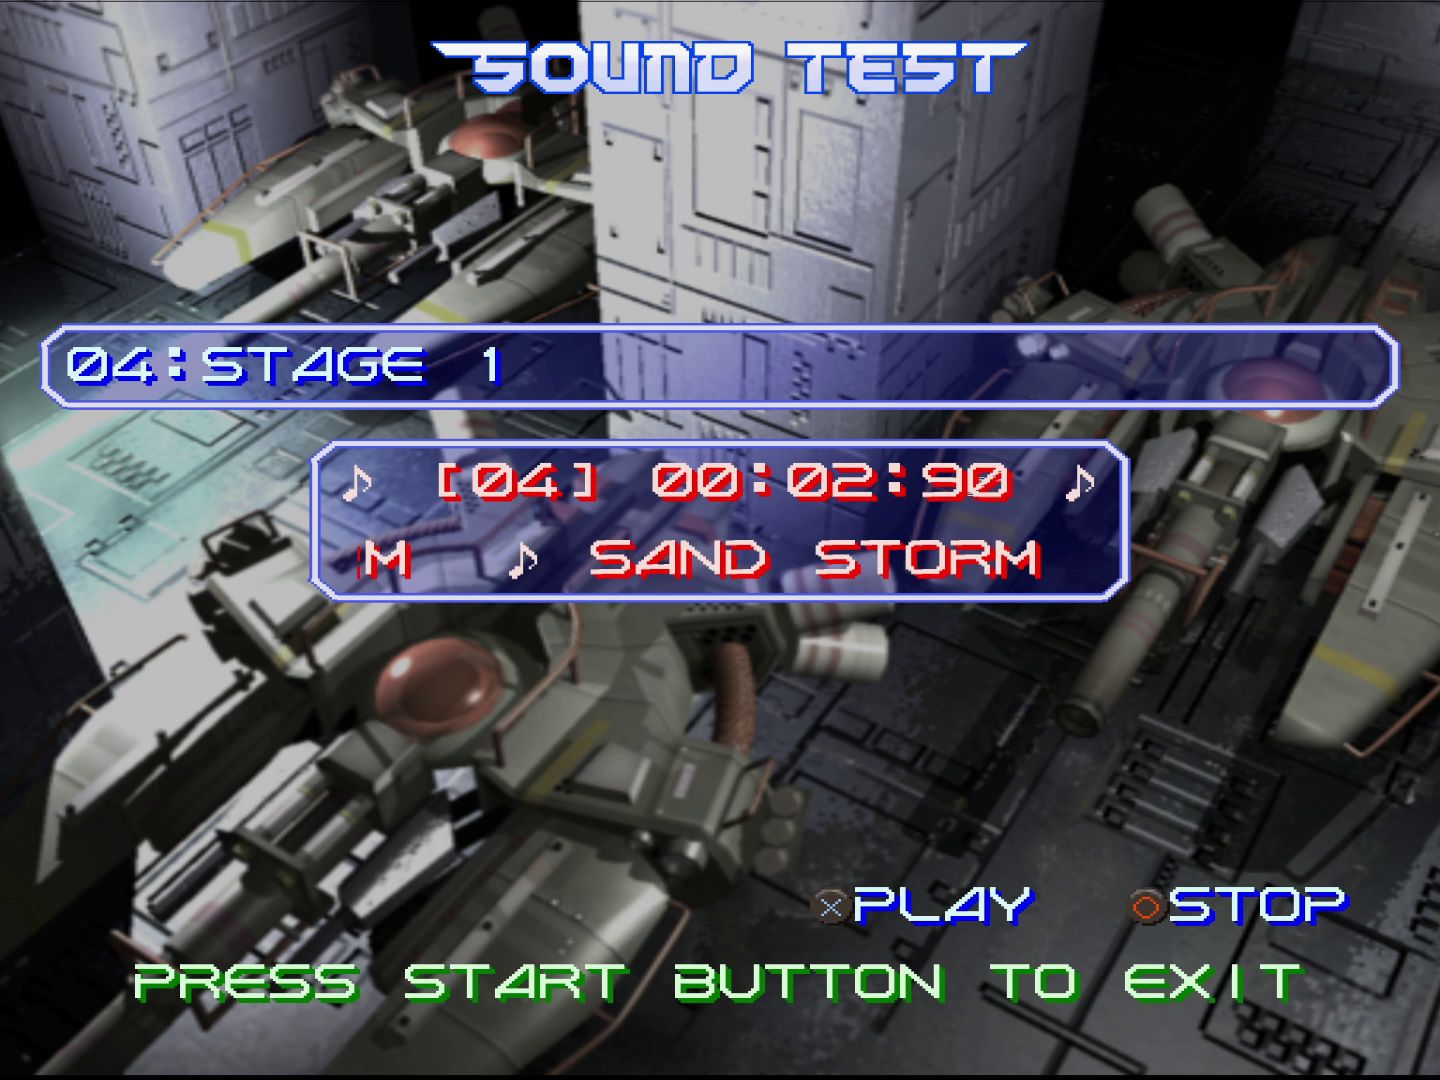 SOUND TEST
04:STAGE 1
♪ [04] 00:02:90 ♪
M ♪ SAND STORM
PLAY STOP
PRESS START BUTTON TO EXIT